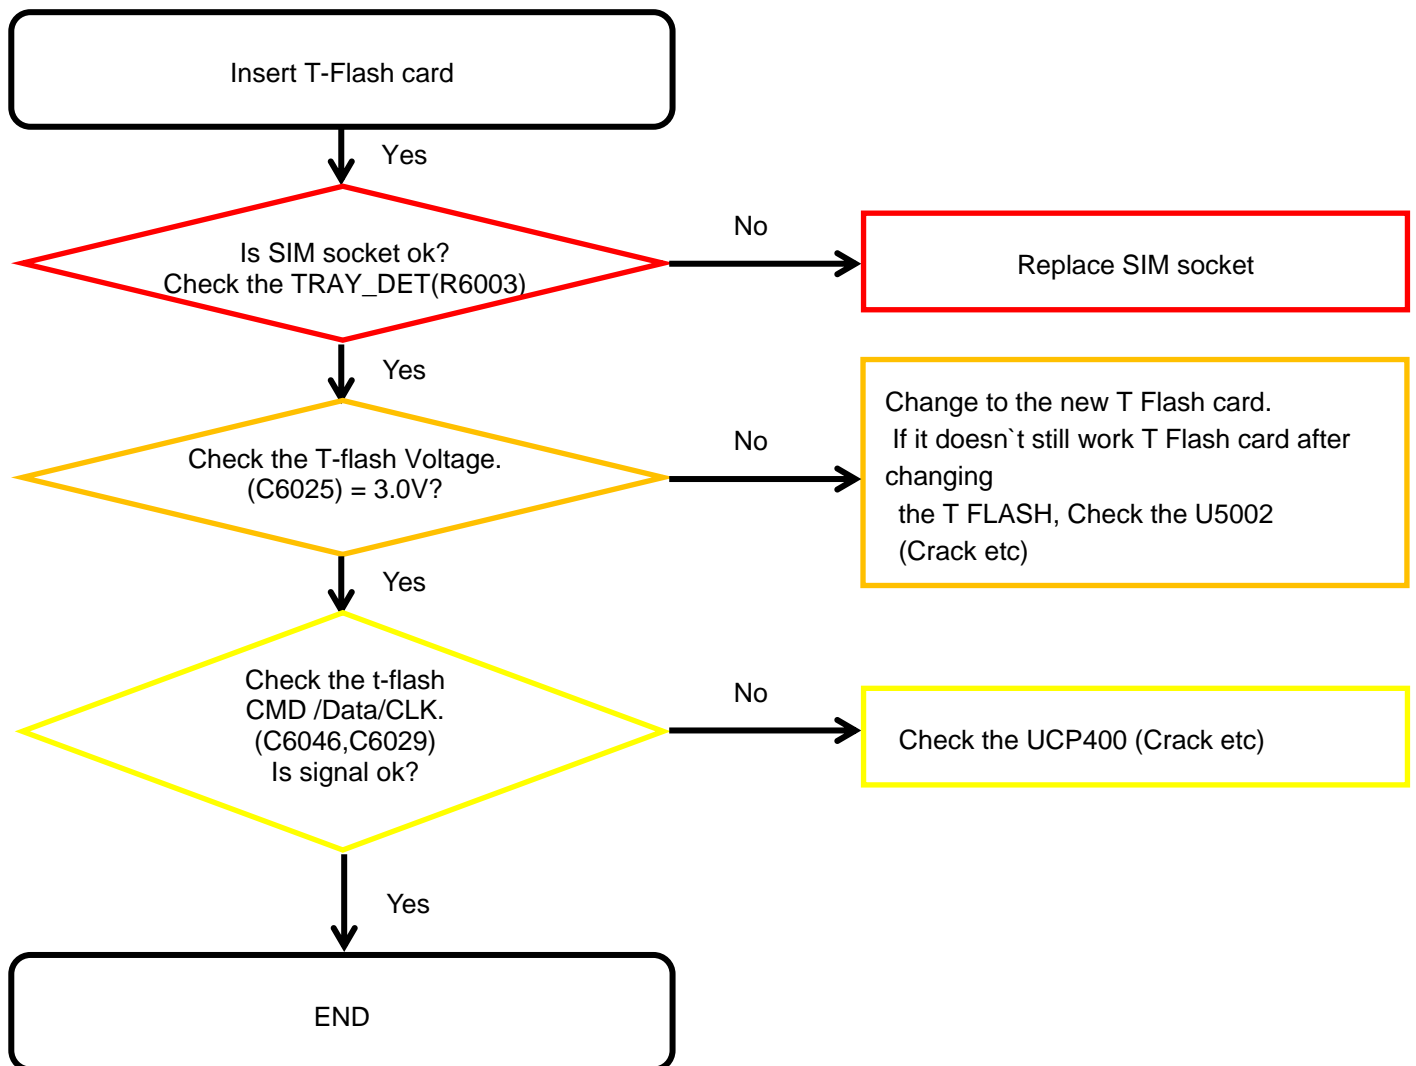 Insert T-Flash card
Yes
Is SIM socket ok?
Check the TRAY_DET(R6003)
No
Replace SIM socket
Yes
Check the T-flash Voltage.
(C6025) = 3.0V?
No
Change to the new T Flash card.
If it doesn`t still work T Flash card after
changing
the T FLASH, Check the U5002
(Crack etc)
Yes
Check the t-flash
CMD /Data/CLK.
(C6046,C6029)
Is signal ok?
No
Check the UCP400 (Crack etc)
Yes
END